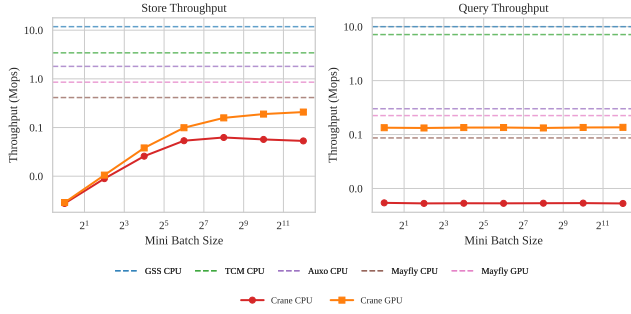 Store Throughput
Throughput (Mops)
10.0
1.0
0.1
0.0
2^1 2^3 2^5 2^7 2^9 2^11
Mini Batch Size
Query Throughput
Throughput (Mops)
10.0
1.0
0.1
0.0
2^1 2^3 2^5 2^7 2^9 2^11
Mini Batch Size
GSS CPU TCM CPU Auxo CPU Mayfly CPU Mayfly GPU
Crane CPU Crane GPU